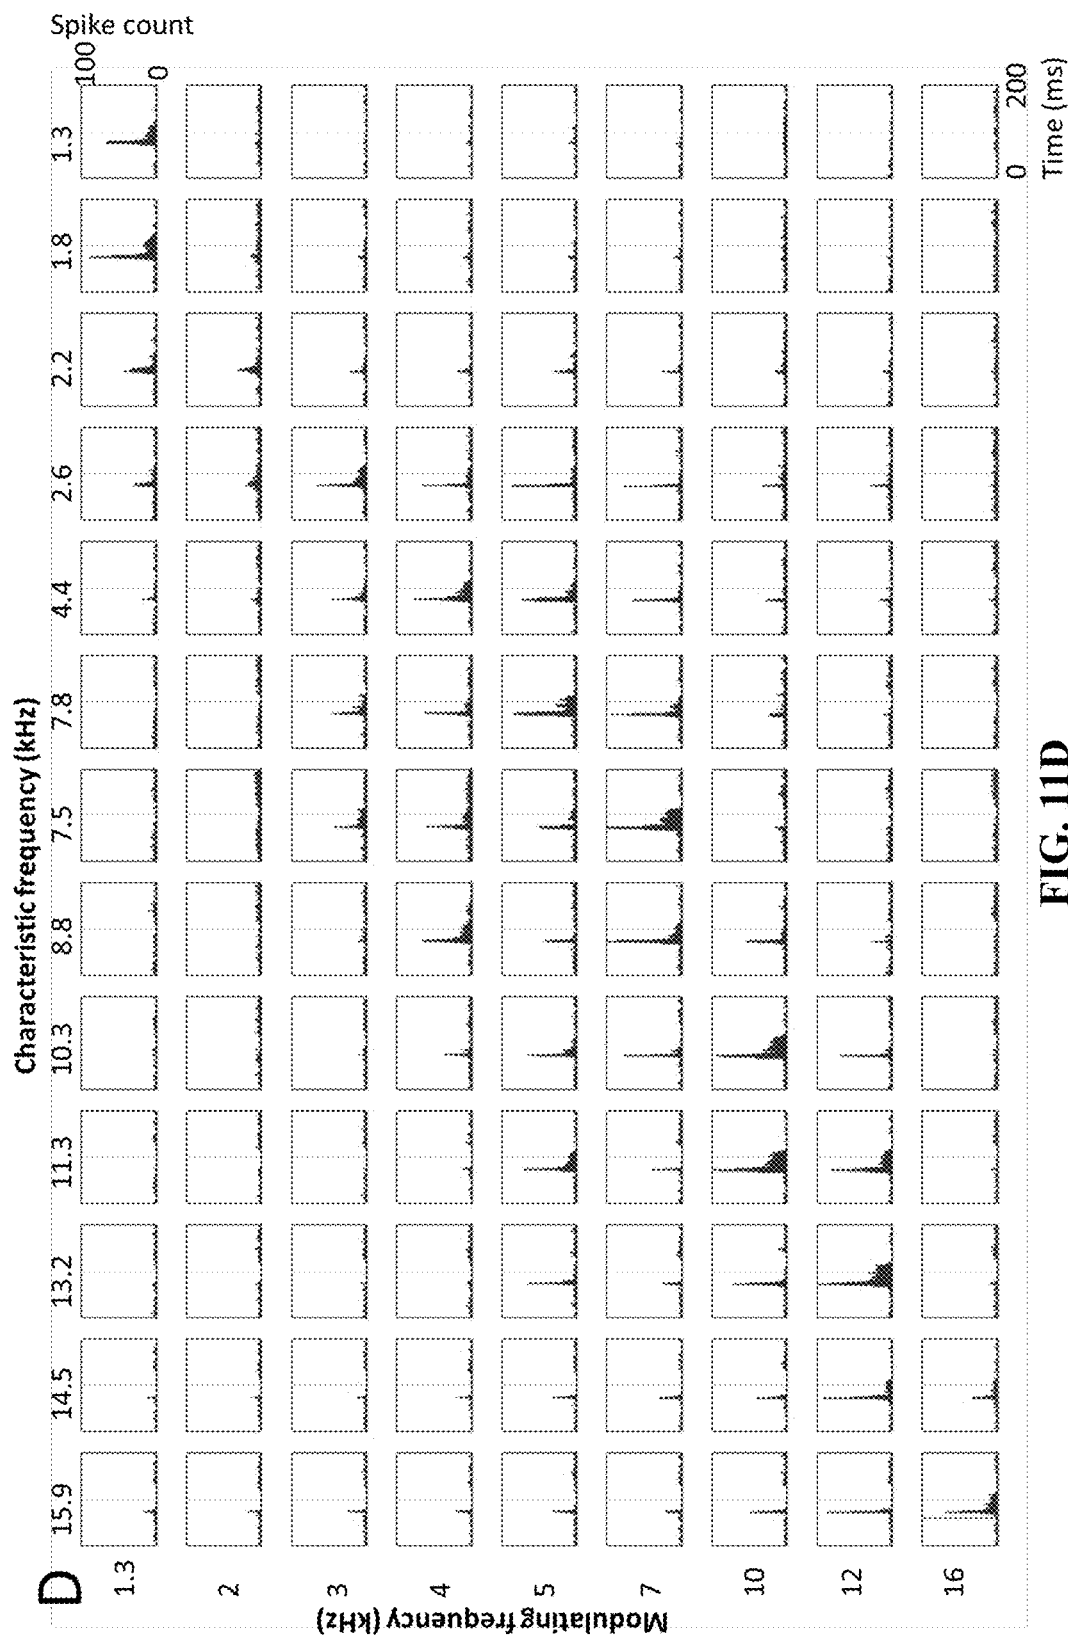 D
Characteristic frequency (kHz)
15.9 14.5 13.2 11.3 10.3 8.8 7.5 7.8 4.4 2.6 2.2 1.8 1.3
Spike count
100
0
Modulating frequency (kHz)
1.3
2
3
4
5
7
10
12
16
0 200
Time (ms)
FIG. 11D